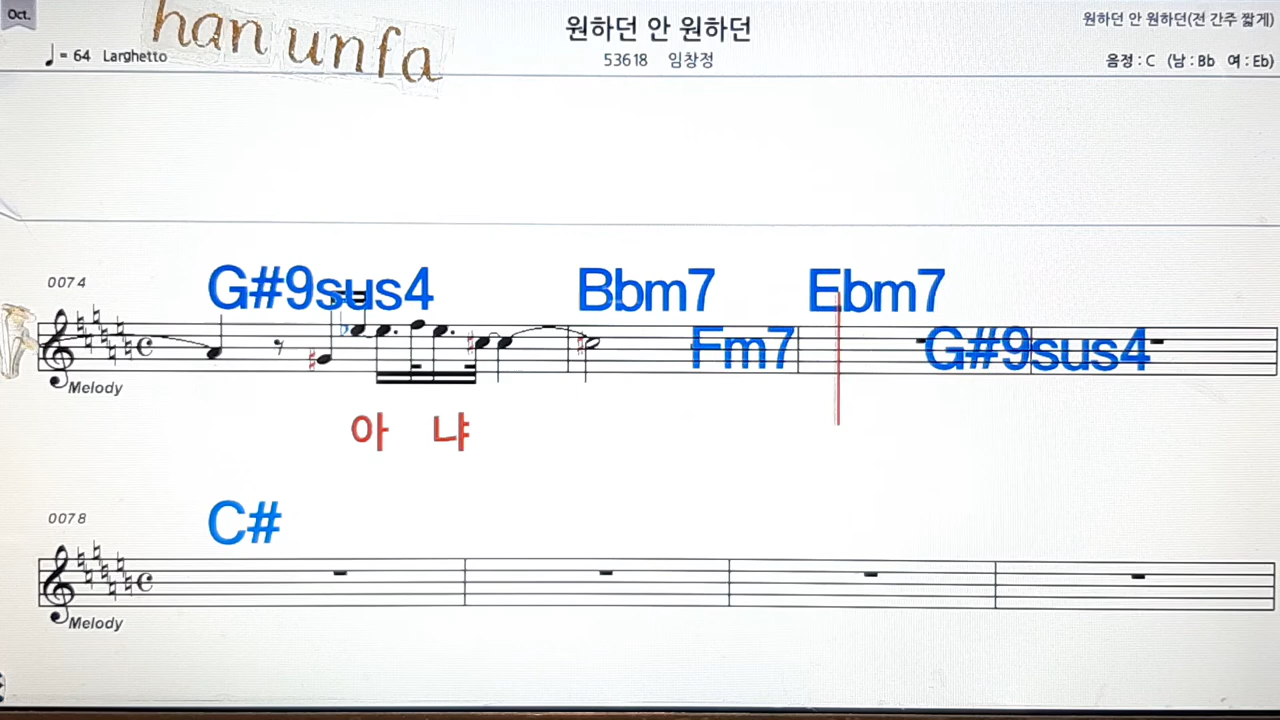 Oct.
han unfa
원하던 안 원하던
원하던 안 원하던(전 간주 짧게)
♩= 64 Larghetto
53618 임창정
음정 : C (남 : Bb 여 : Eb)
0074
G#9sus4 Bbm7 Ebm7
Fm7 G#9sus4
Melody
아 냐
0078
C#
Melody